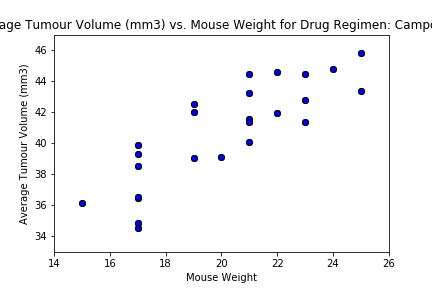 age Tumour Volume (mm3) vs. Mouse Weight for Drug Regimen: Camp
46
44
42
40
38
36
34
Average Tumour Volume (mm3)
14 16 18 20 22 24 26
Mouse Weight